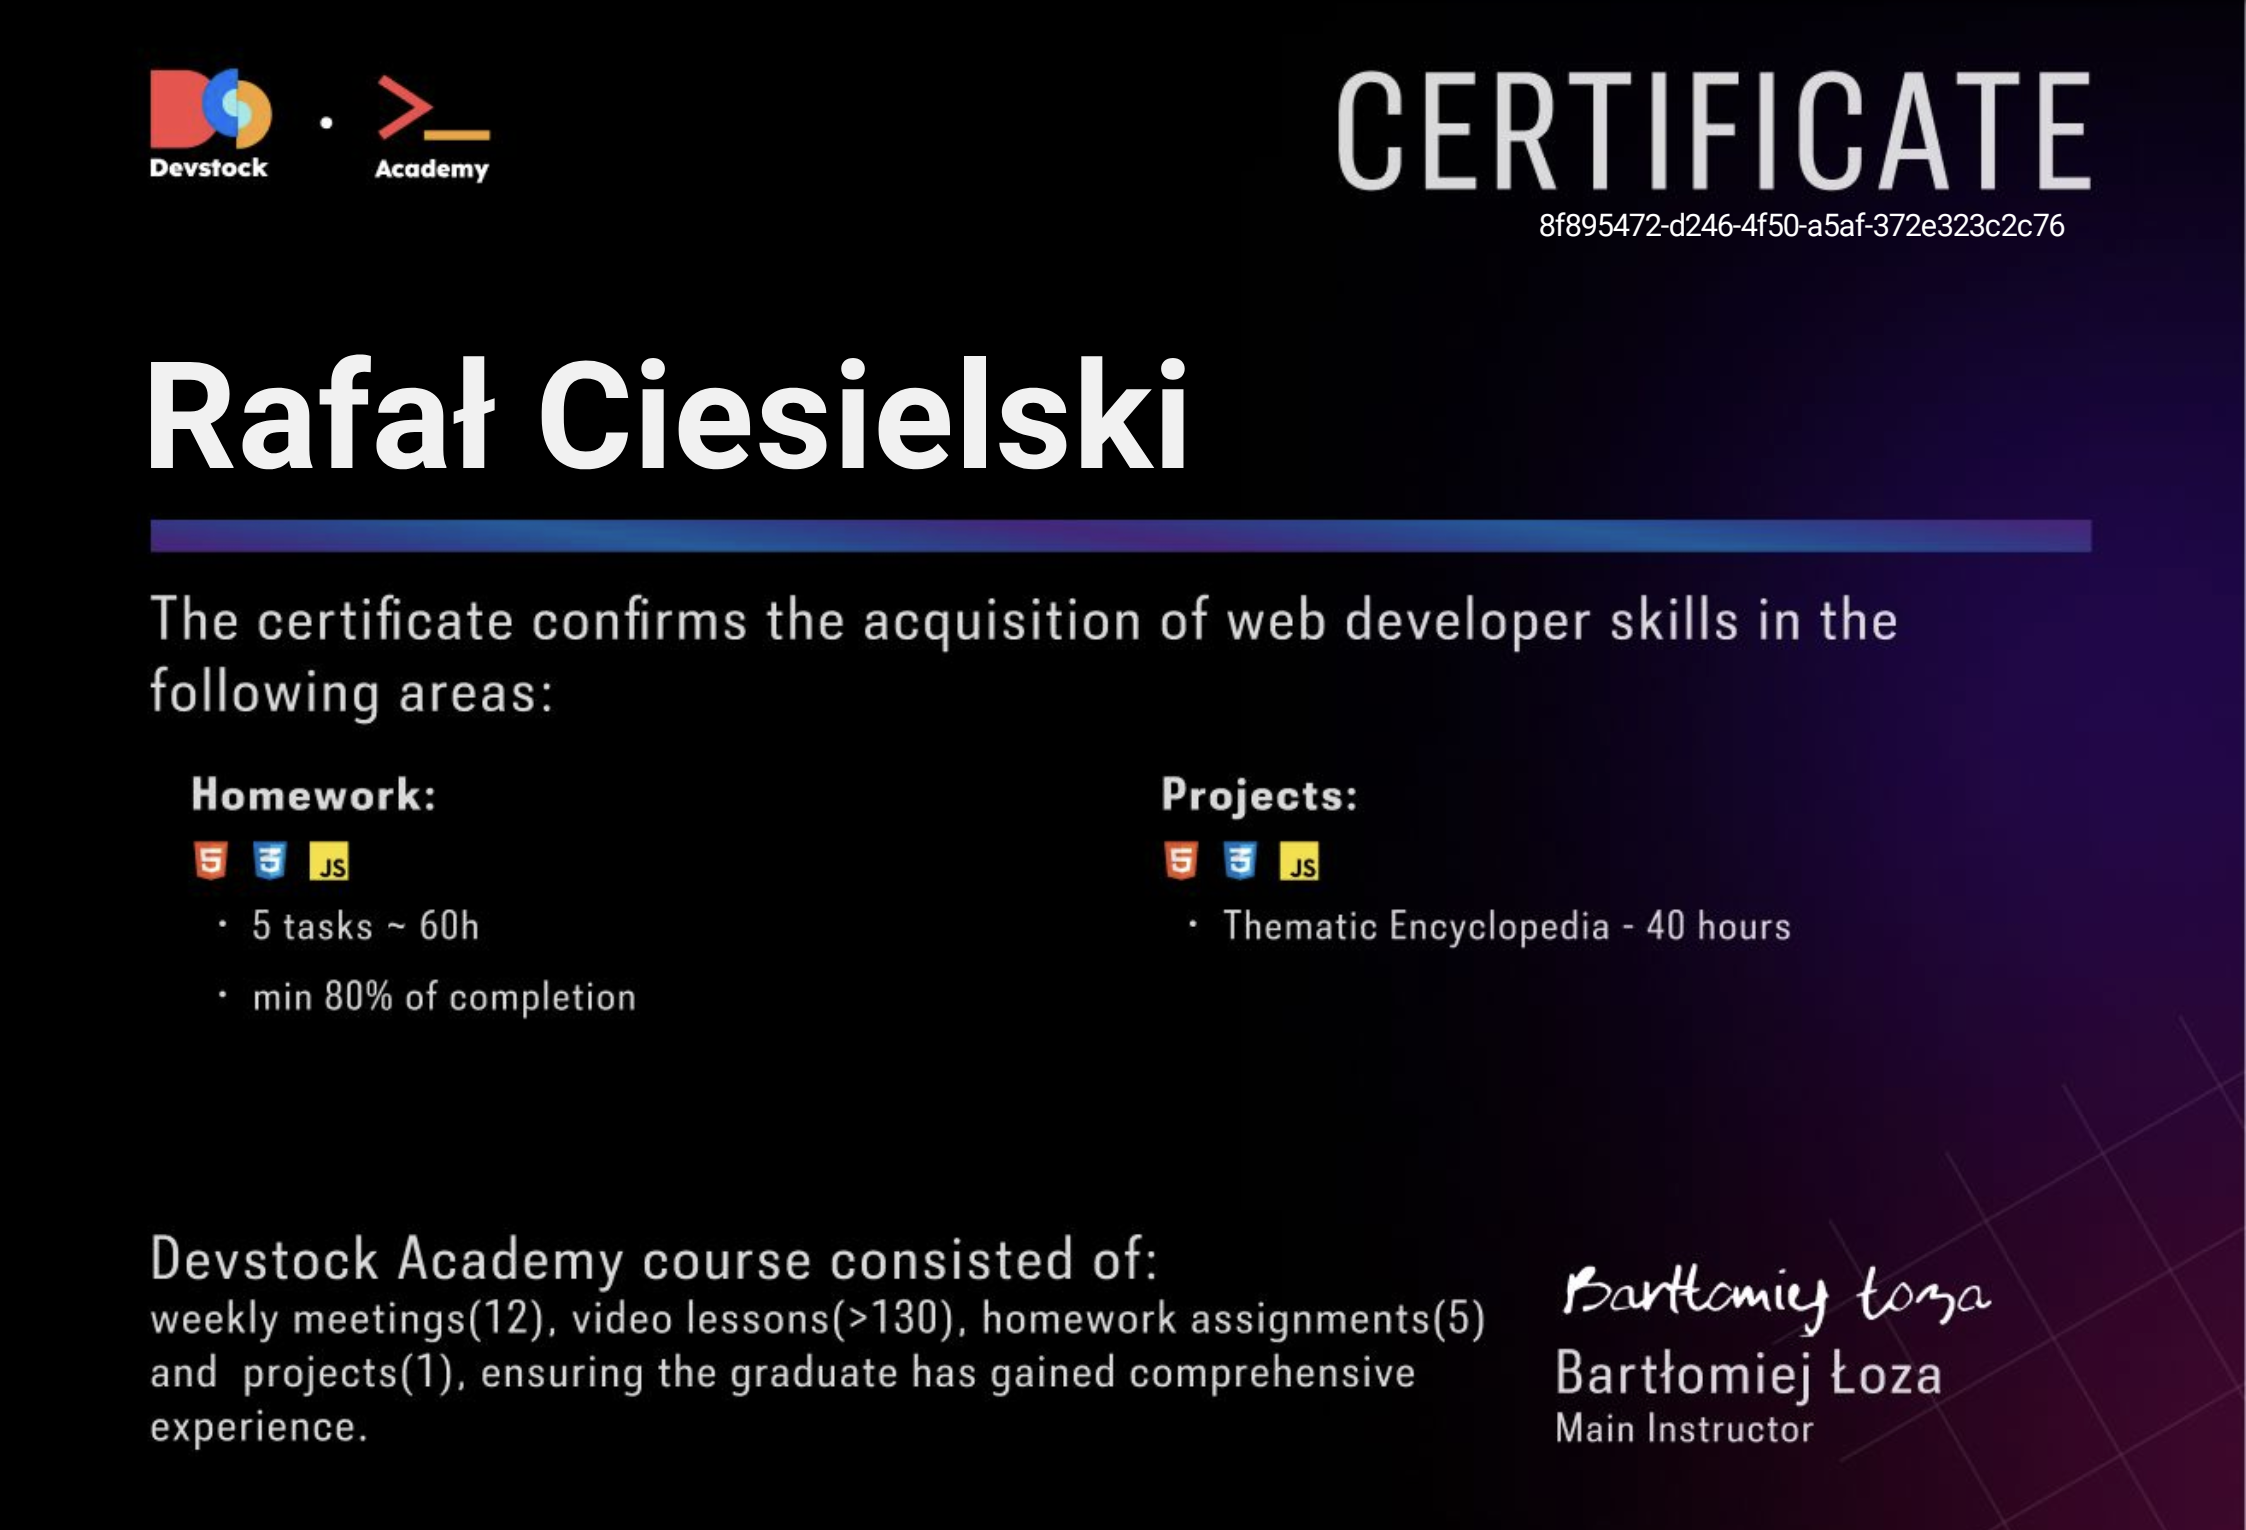 Devstock
Academy
CERTIFICATE
8f895472-d246-4f50-a5af-372e323c2c76
Rafał Ciesielski
The certificate confirms the acquisition of web developer skills in the
following areas:
Homework:
5 3 JS
· 5 tasks ~ 60h
· min 80% of completion
Projects:
5 3 JS
· Thematic Encyclopedia - 40 hours
Devstock Academy course consisted of:
weekly meetings(12), video lessons(>130), homework assignments(5)
and  projects(1), ensuring the graduate has gained comprehensive
experience.
Bartłomiej Łoza
Bartłomiej Łoza
Main Instructor